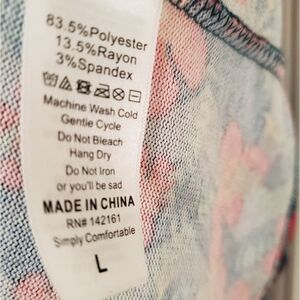 83.5%Polyester
13.5%Rayon
3%Spandex
Machine Wash Cold
Gentle Cycle
Do Not Bleach
Hang Dry
Do Not Iron
or you'll be sad
MADE IN CHINA
RN# 142161
Simply Comfortable
L